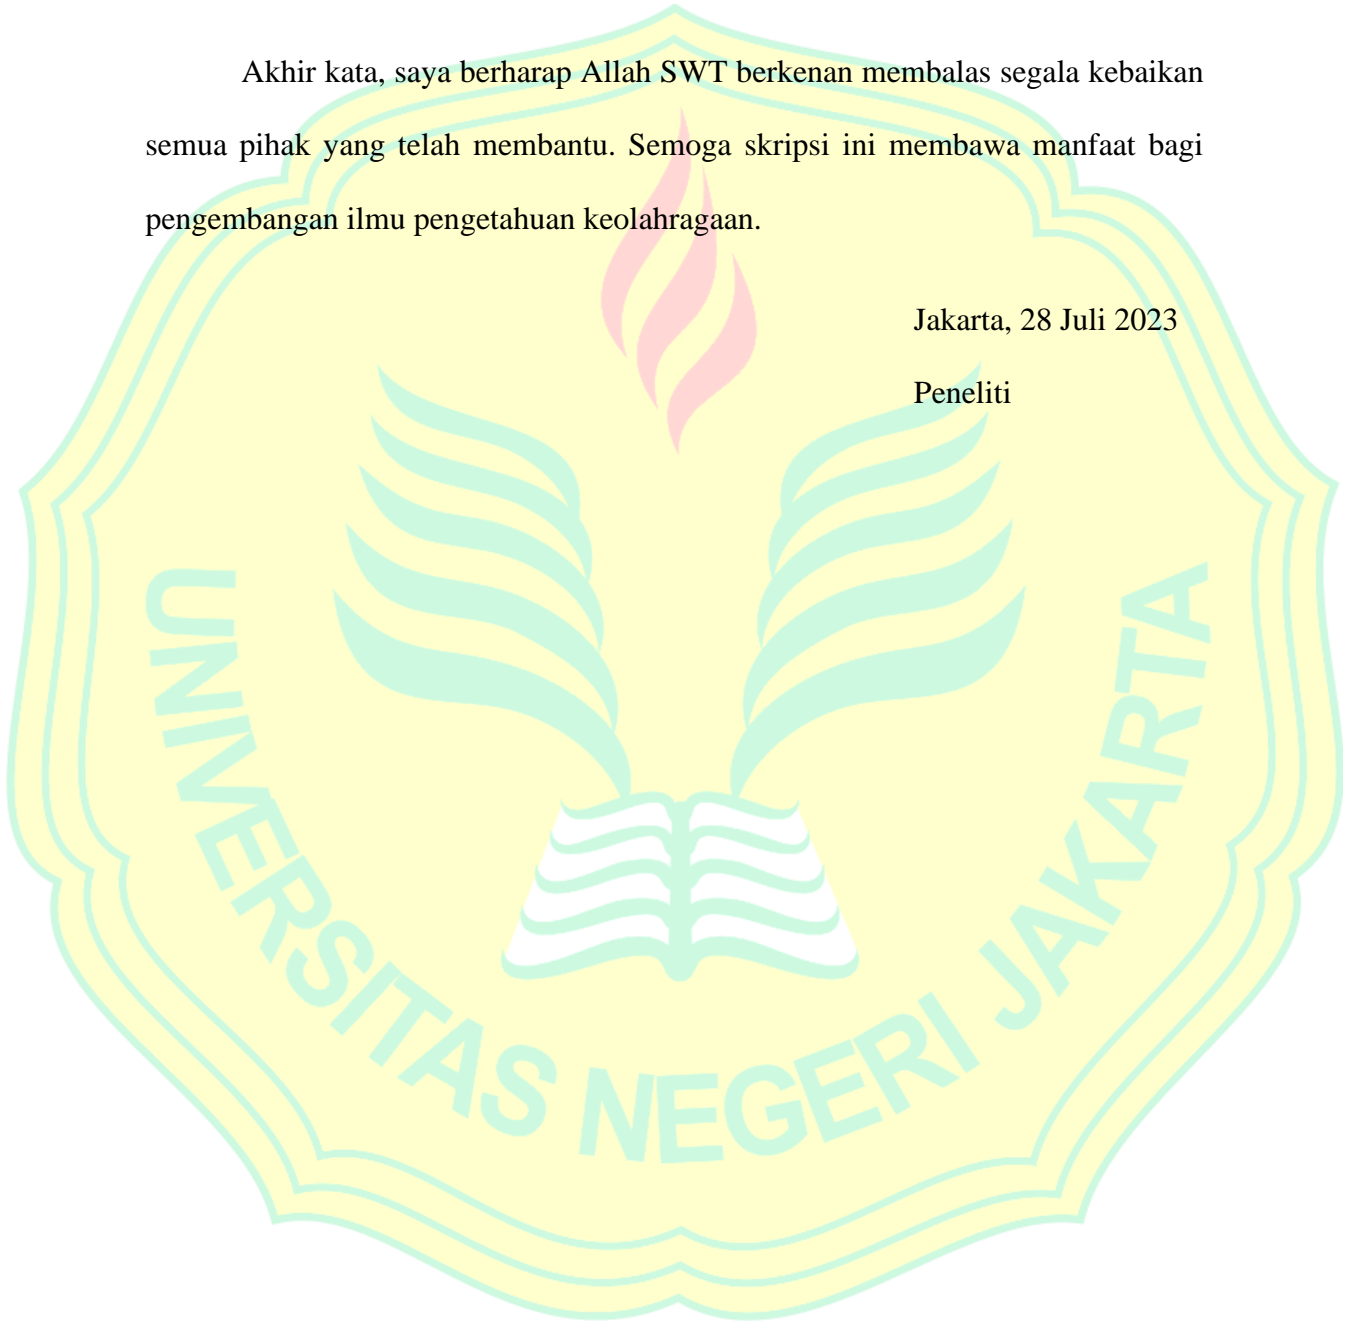 Akhir kata, saya berharap Allah SWT berkenan membalas segala kebaikan
semua pihak yang telah membantu. Semoga skripsi ini membawa manfaat bagi
pengembangan ilmu pengetahuan keolahragaan.
Jakarta, 28 Juli 2023
Peneliti
UNIVERSITAS NEGERI JAKARTA